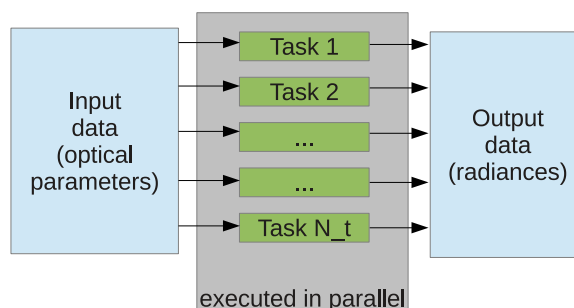 Input
data
(optical
parameters)
Task 1
Task 2
...
...
Task N_t
executed in parallel
Output
data
(radiances)